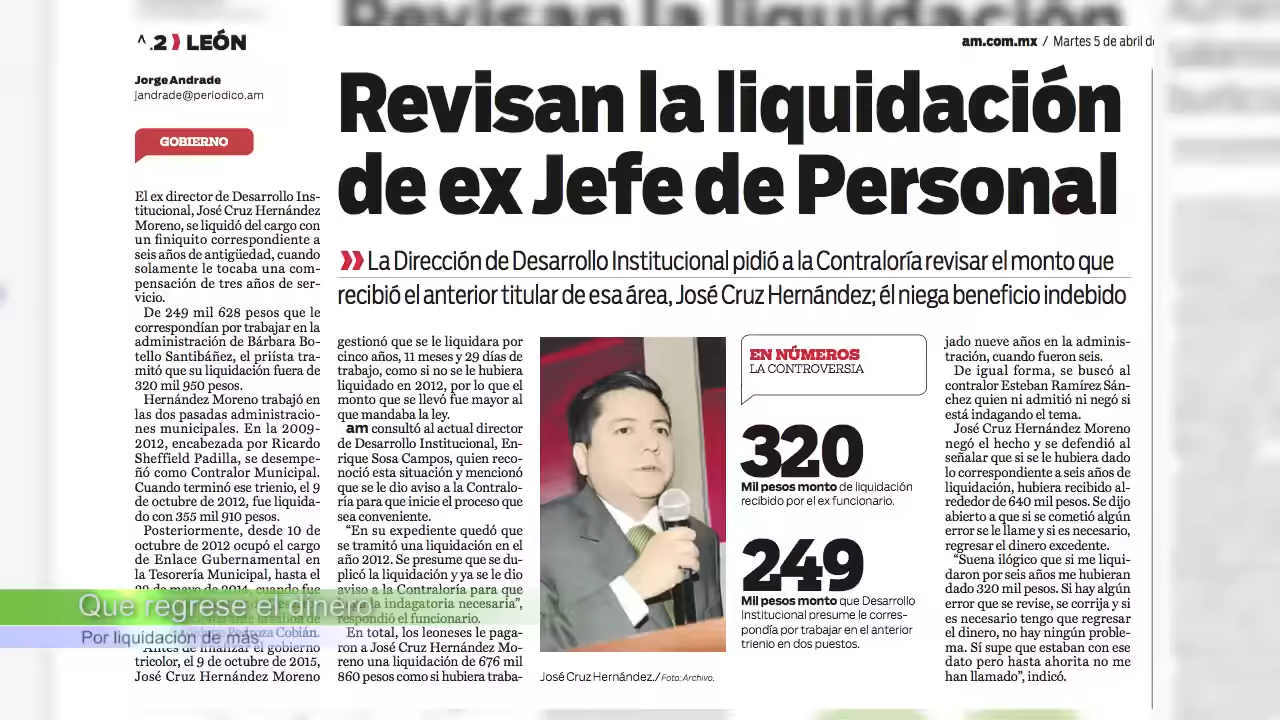 ^ .2 LEÓN
am.com.mx / Martes 5 de abril de
Jorge Andrade
jandrade@periodico.am
GOBIERNO
Revisan la liquidación
de ex Jefe de Personal
La Dirección de Desarrollo Institucional pidió a la Contraloría revisar el monto que
recibió el anterior titular de esa área, José Cruz Hernández; él niega beneficio indebido
El ex director de Desarrollo Ins-
titucional, José Cruz Hernández
Moreno, se liquidó del cargo con
un finiquito correspondiente a
seis años de antigüedad, cuando
solamente le tocaba una com-
pensación de tres años de ser-
vicio.
De 249 mil 628 pesos que le
correspondían por trabajar en la
administración de Bárbara Bo-
tello Santibáñez, el priísta tra-
mitó que su liquidación fuera de
320 mil 950 pesos.
Hernández Moreno trabajó en
las dos pasadas administracio-
nes municipales. En la 2009-
2012, encabezada por Ricardo
Sheffield Padilla, se desempe-
ñó como Contralor Municipal.
Cuando terminó ese trienio, el 9
de octubre de 2012, fue liquida-
do con 355 mil 910 pesos.
Posteriormente, desde 10 de
octubre de 2012 ocupó el cargo
de Enlace Gubernamental en
la Tesorería Municipal, hasta el
de mayo de 2014, cuando fue
Pedroza Cobián.
Antes de finalizar el gobierno
tricolor, el 9 de octubre de 2015,
José Cruz Hernández Moreno
gestionó que se le liquidara por
cinco años, 11 meses y 29 días de
trabajo, como si no se le hubiera
liquidado en 2012, por lo que el
monto que se llevó fue mayor al
que mandaba la ley.
am consultó al actual director
de Desarrollo Institucional, En-
rique Sosa Campos, quien reco-
noció esta situación y mencionó
que se le dio aviso a la Contralo-
ría para que inicie el proceso que
sea conveniente.
"En su expediente quedó que
se tramitó una liquidación en el
año 2012. Se presume que se du-
plicó la liquidación y ya se le dio
aviso a la Contraloría para que
la indagatoria necesaria",
respondió el funcionario.
En total, los leoneses le paga-
ron a José Cruz Hernández Mo-
reno una liquidación de 676 mil
860 pesos como si hubiera traba-
José Cruz Hernández./Foto: Archivo.
EN NÚMEROS
LA CONTROVERSIA
320
Mil pesos monto de liquidación
recibido por el ex funcionario.
249
Mil pesos monto que Desarrollo
Institucional presume le corres-
pondía por trabajar en el anterior
trienio en dos puestos.
jado nueve años en la adminis-
tración, cuando fueron seis.
De igual forma, se buscó al
contralor Esteban Ramírez Sán-
chez quien ni admitió ni negó si
está indagando el tema.
José Cruz Hernández Moreno
negó el hecho y se defendió al
señalar que si se le hubiera dado
lo correspondiente a seis años de
liquidación, hubiera recibido al-
rededor de 640 mil pesos. Se dijo
abierto a que si se cometió algún
error se le llame y si es necesario,
regresar el dinero excedente.
"Suena ilógico que si me liqui-
daron por seis años me hubieran
dado 320 mil pesos. Si hay algún
error que se revise, se corrija y si
es necesario tengo que regresar
el dinero, no hay ningún proble-
ma. Sí supe que estaban con ese
dato pero hasta ahorita no me
han llamado", indicó.
Que regrese el dinero
Por liquidación de más.